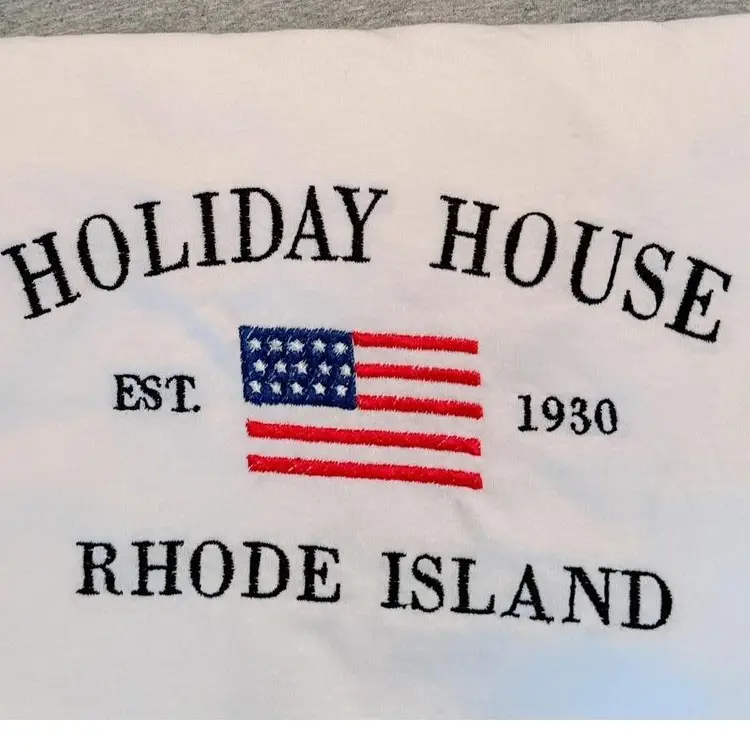 HOLIDAY HOUSE
EST. 1930
RHODE ISLAND